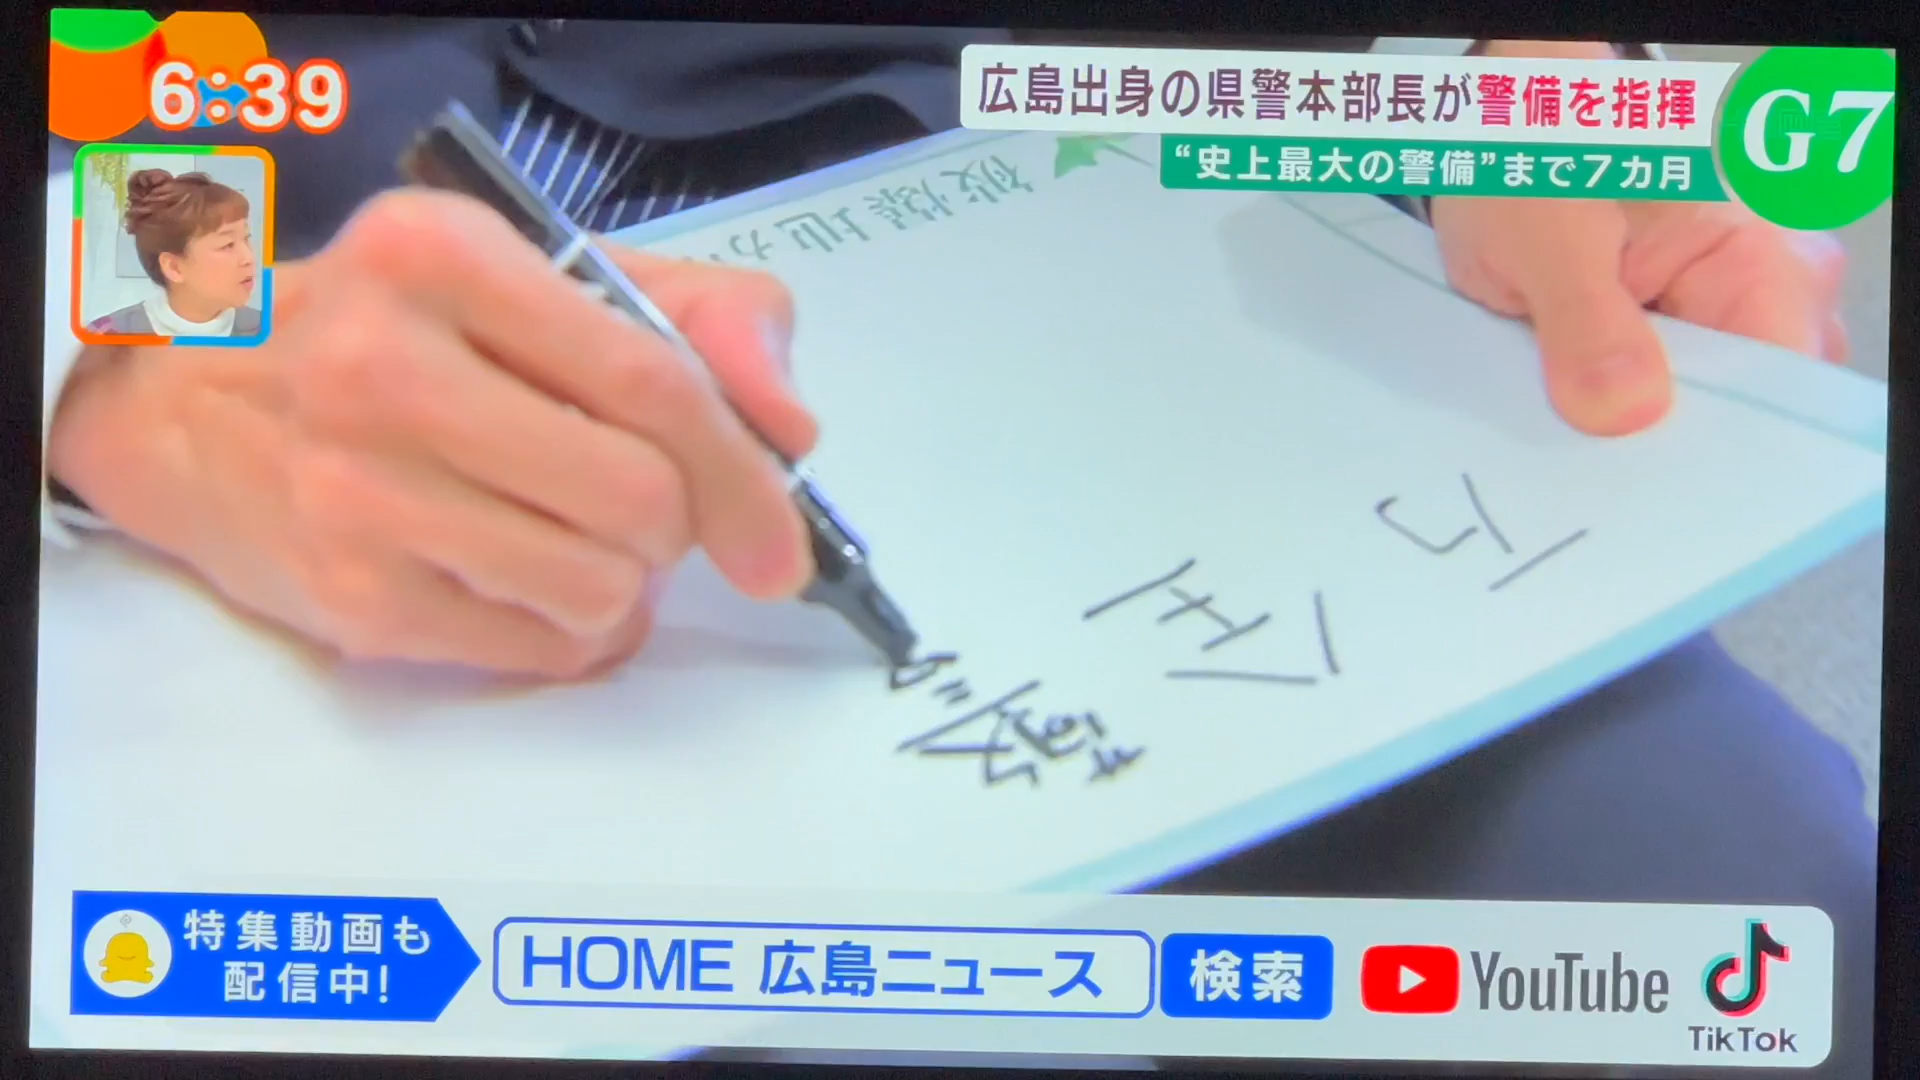 6:39
広島出身の県警本部長が警備を指揮
“史上最大の警備”まで7カ月
G7
万全
警
特集動画も
配信中!
HOME 広島ニュース
検索
YouTube
TikTok